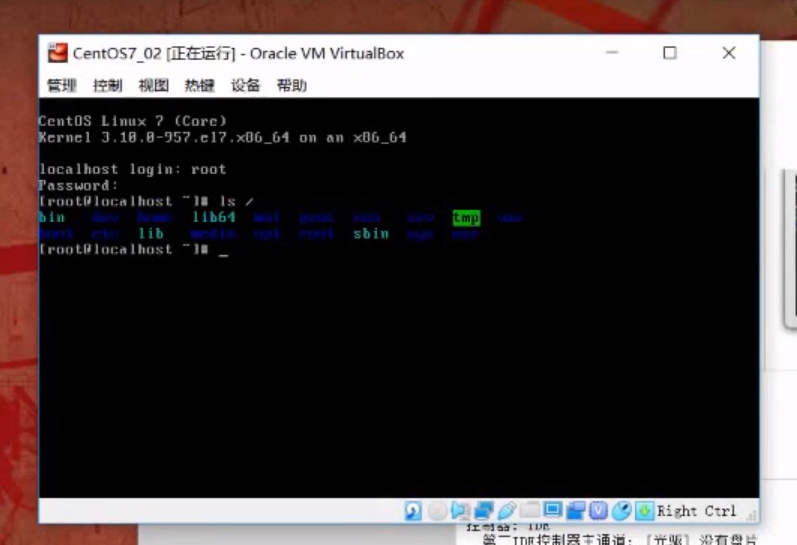 CentOS7_02 [正在运行] - Oracle VM VirtualBox
管理 控制 视图 热键 设备 帮助
CentOS Linux 7 (Core)
Kernel 3.10.0-957.el7.x86_64 on an x86_64
localhost login: root
Password:
[root@localhost ~]# ls /
bin dev home lib64 mnt proc run srv tmp var
boot etc lib media opt root sbin sys usr
[root@localhost ~]# _
Right Ctrl
控制器: IDE
第二IDE控制器主通道: [光驱] 没有盘片